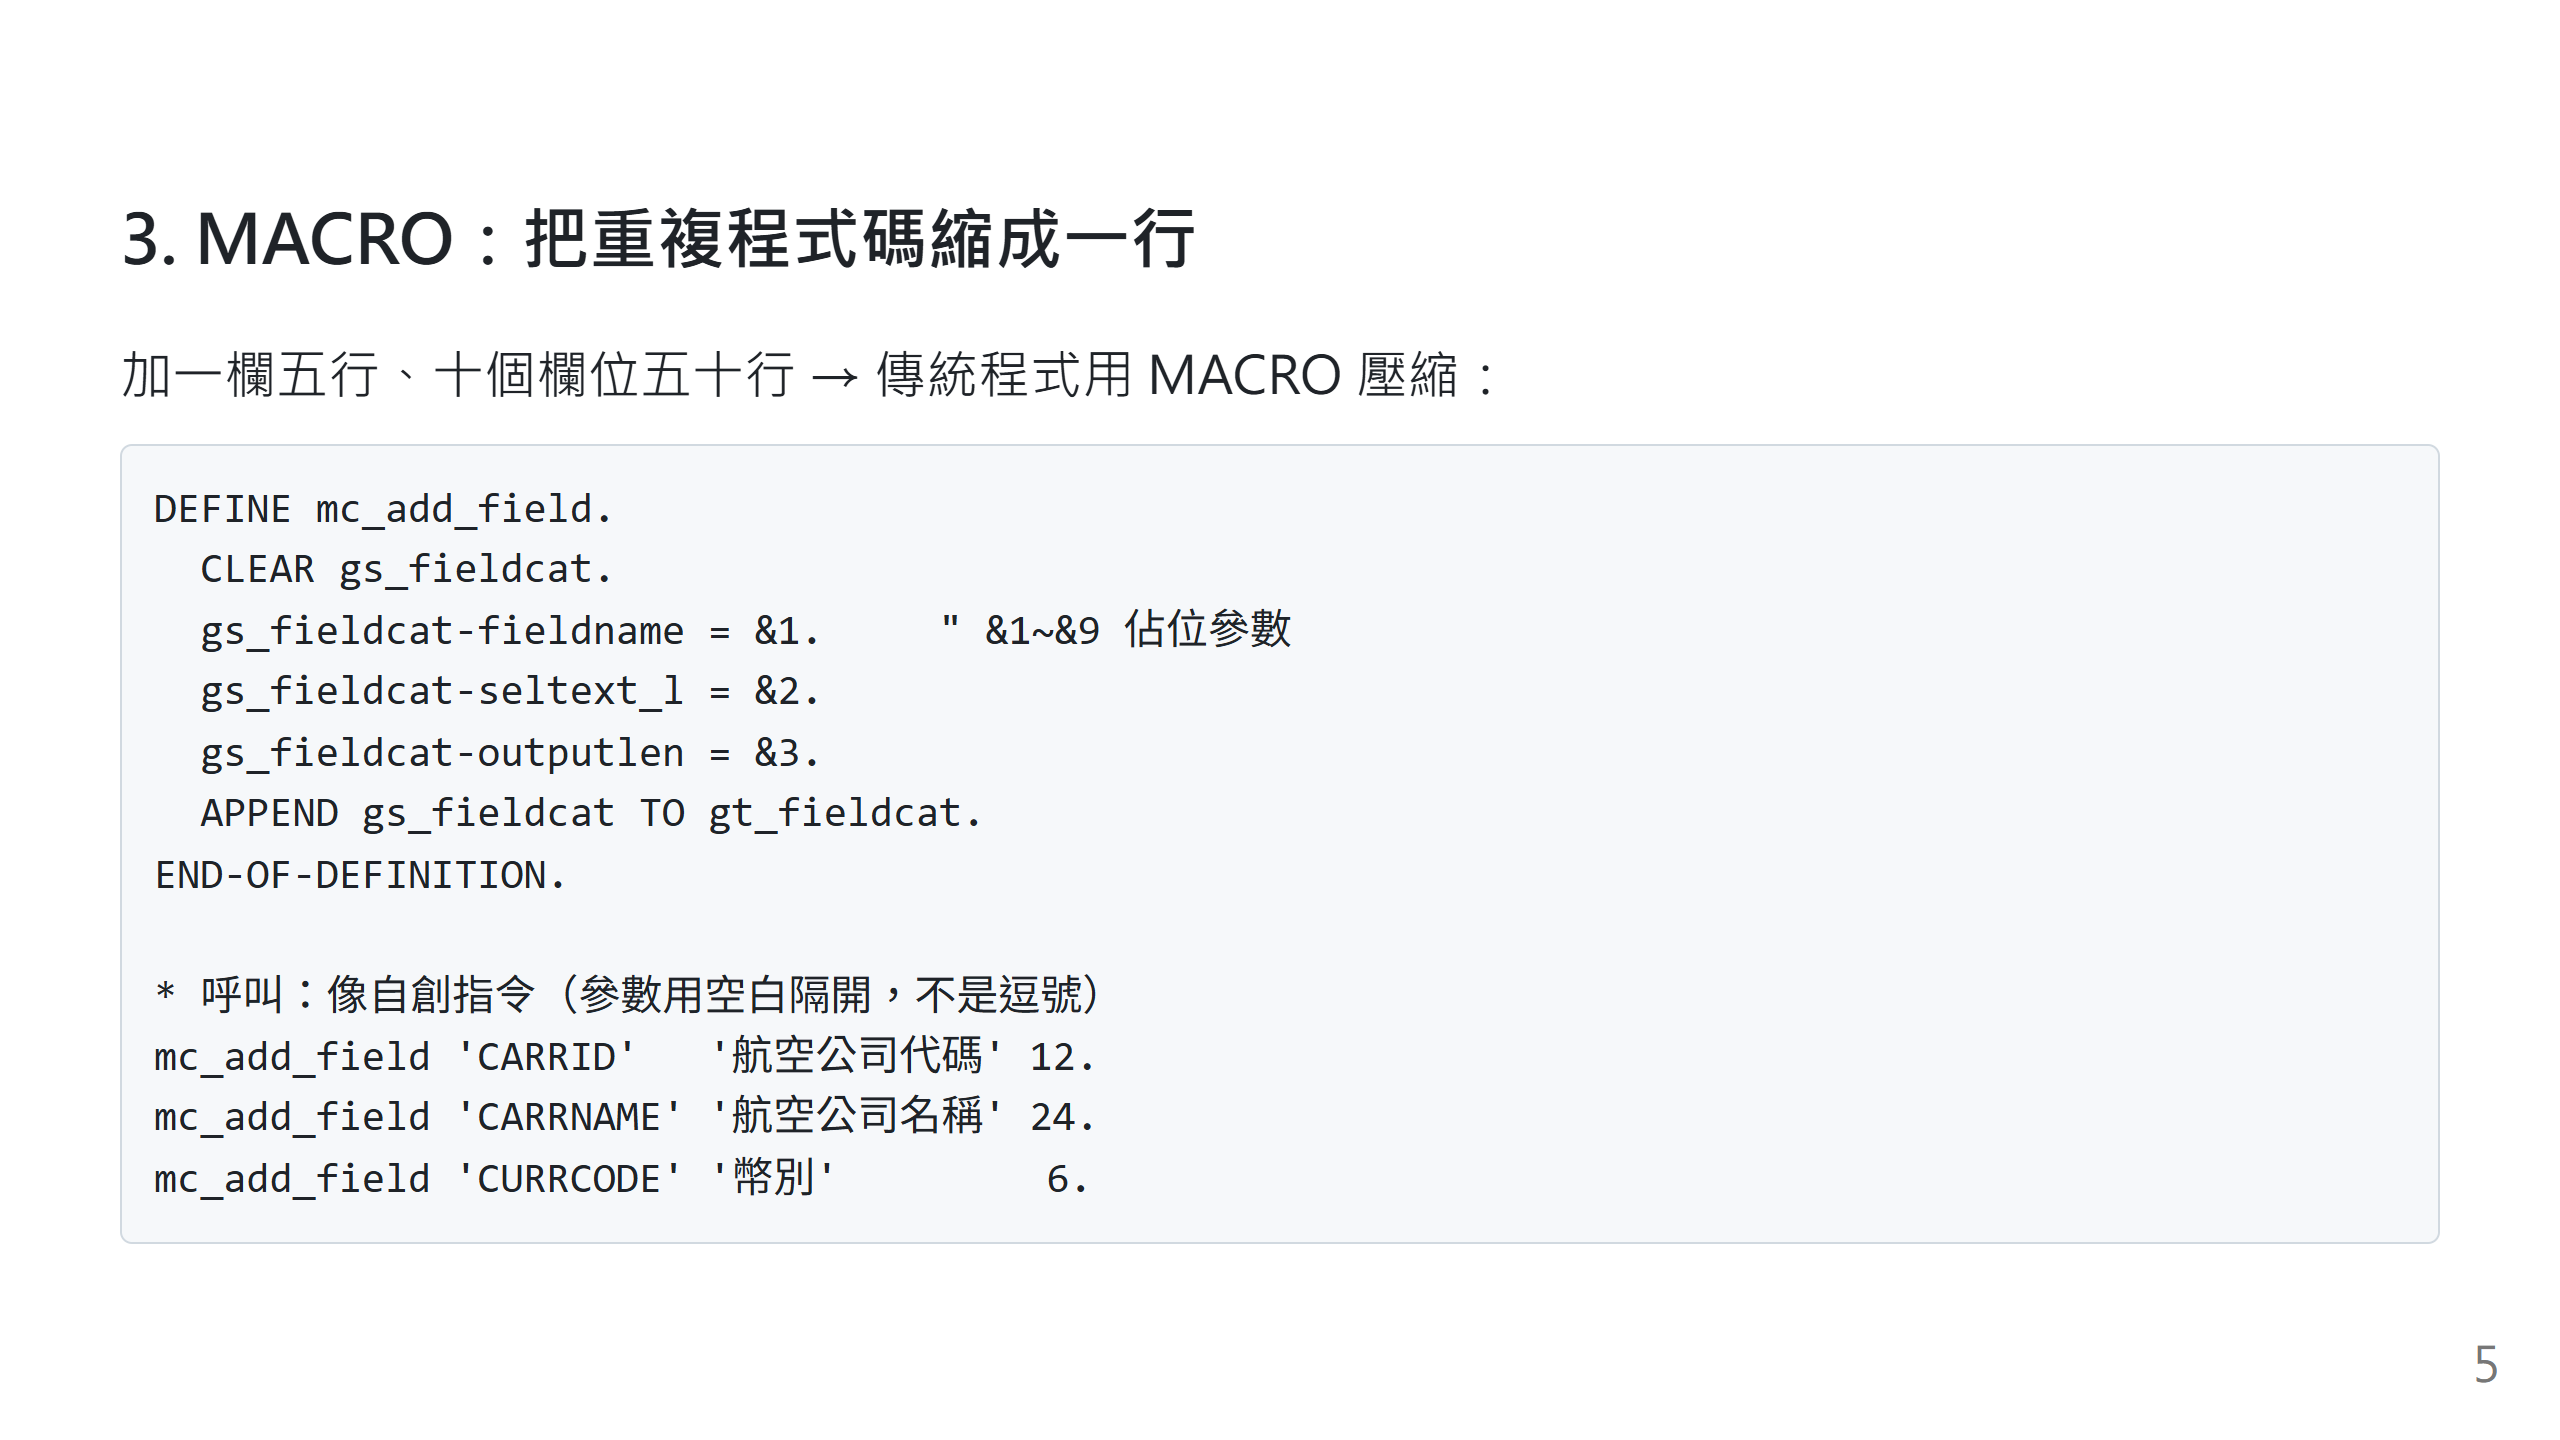 3. MACRO：把重複程式碼縮成一行
加一欄五行、十個欄位五十行 → 傳統程式用 MACRO 壓縮：
DEFINE mc_add_field.
  CLEAR gs_fieldcat.
  gs_fieldcat-fieldname = &1.     " &1~&9 佔位參數
  gs_fieldcat-seltext_l = &2.
  gs_fieldcat-outputlen = &3.
  APPEND gs_fieldcat TO gt_fieldcat.
END-OF-DEFINITION.
* 呼叫：像自創指令（參數用空白隔開，不是逗號）
mc_add_field 'CARRID'   '航空公司代碼' 12.
mc_add_field 'CARRNAME' '航空公司名稱' 24.
mc_add_field 'CURRCODE' '幣別'         6.
5